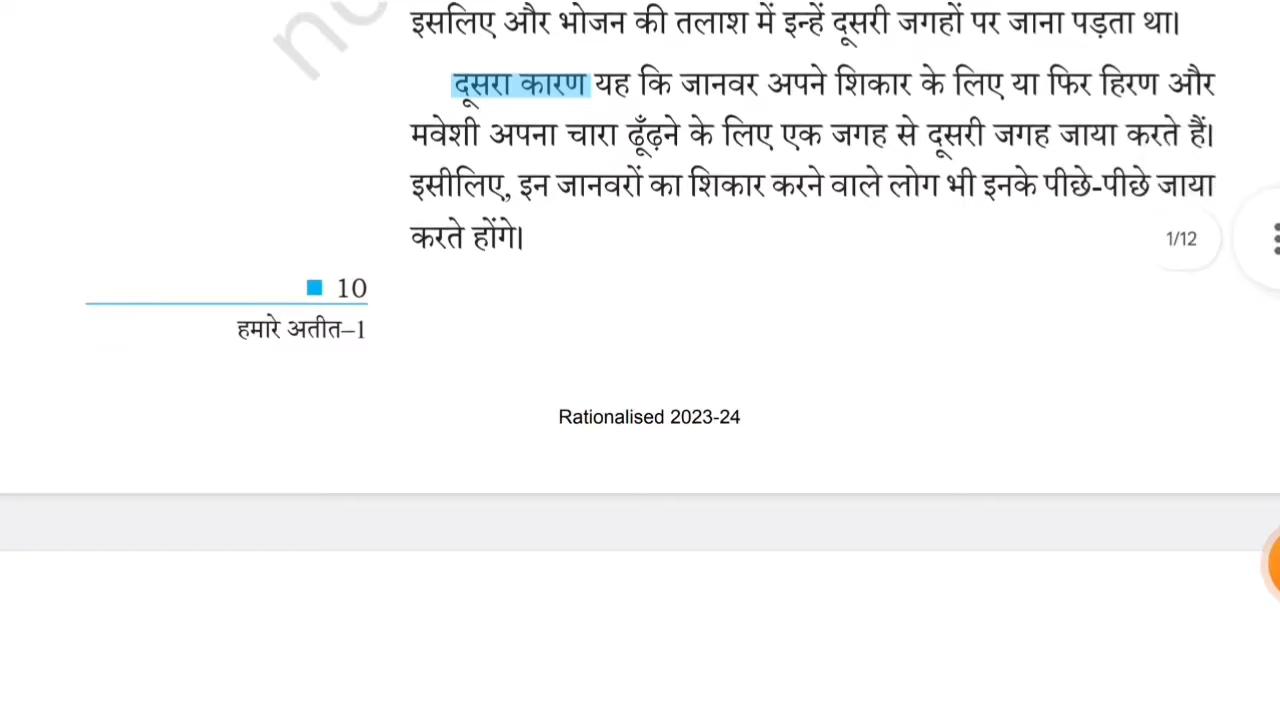 इसलिए और भोजन की तलाश में इन्हें दूसरी जगहों पर जाना पड़ता था।
दूसरा कारण यह कि जानवर अपने शिकार के लिए या फिर हिरण और
मवेशी अपना चारा ढूँढ़ने के लिए एक जगह से दूसरी जगह जाया करते हैं।
इसीलिए, इन जानवरों का शिकार करने वाले लोग भी इनके पीछे-पीछे जाया
करते होंगे।
1/12
■ 10
हमारे अतीत–1
Rationalised 2023-24